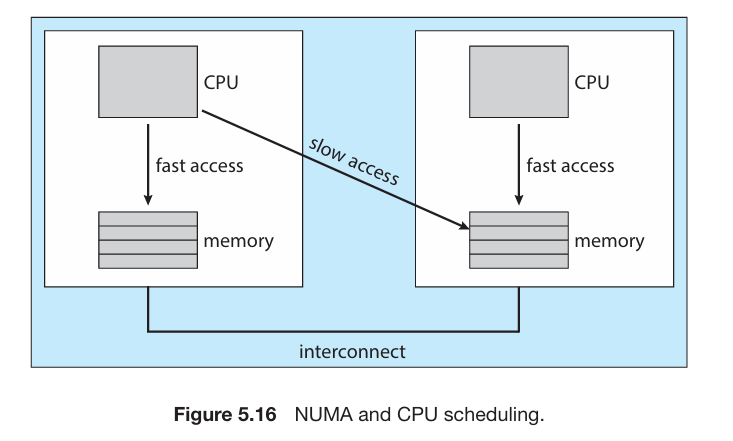 CPU
CPU
slow access
fast access
fast access
memory
memory
interconnect
Figure 5.16 NUMA and CPU scheduling.